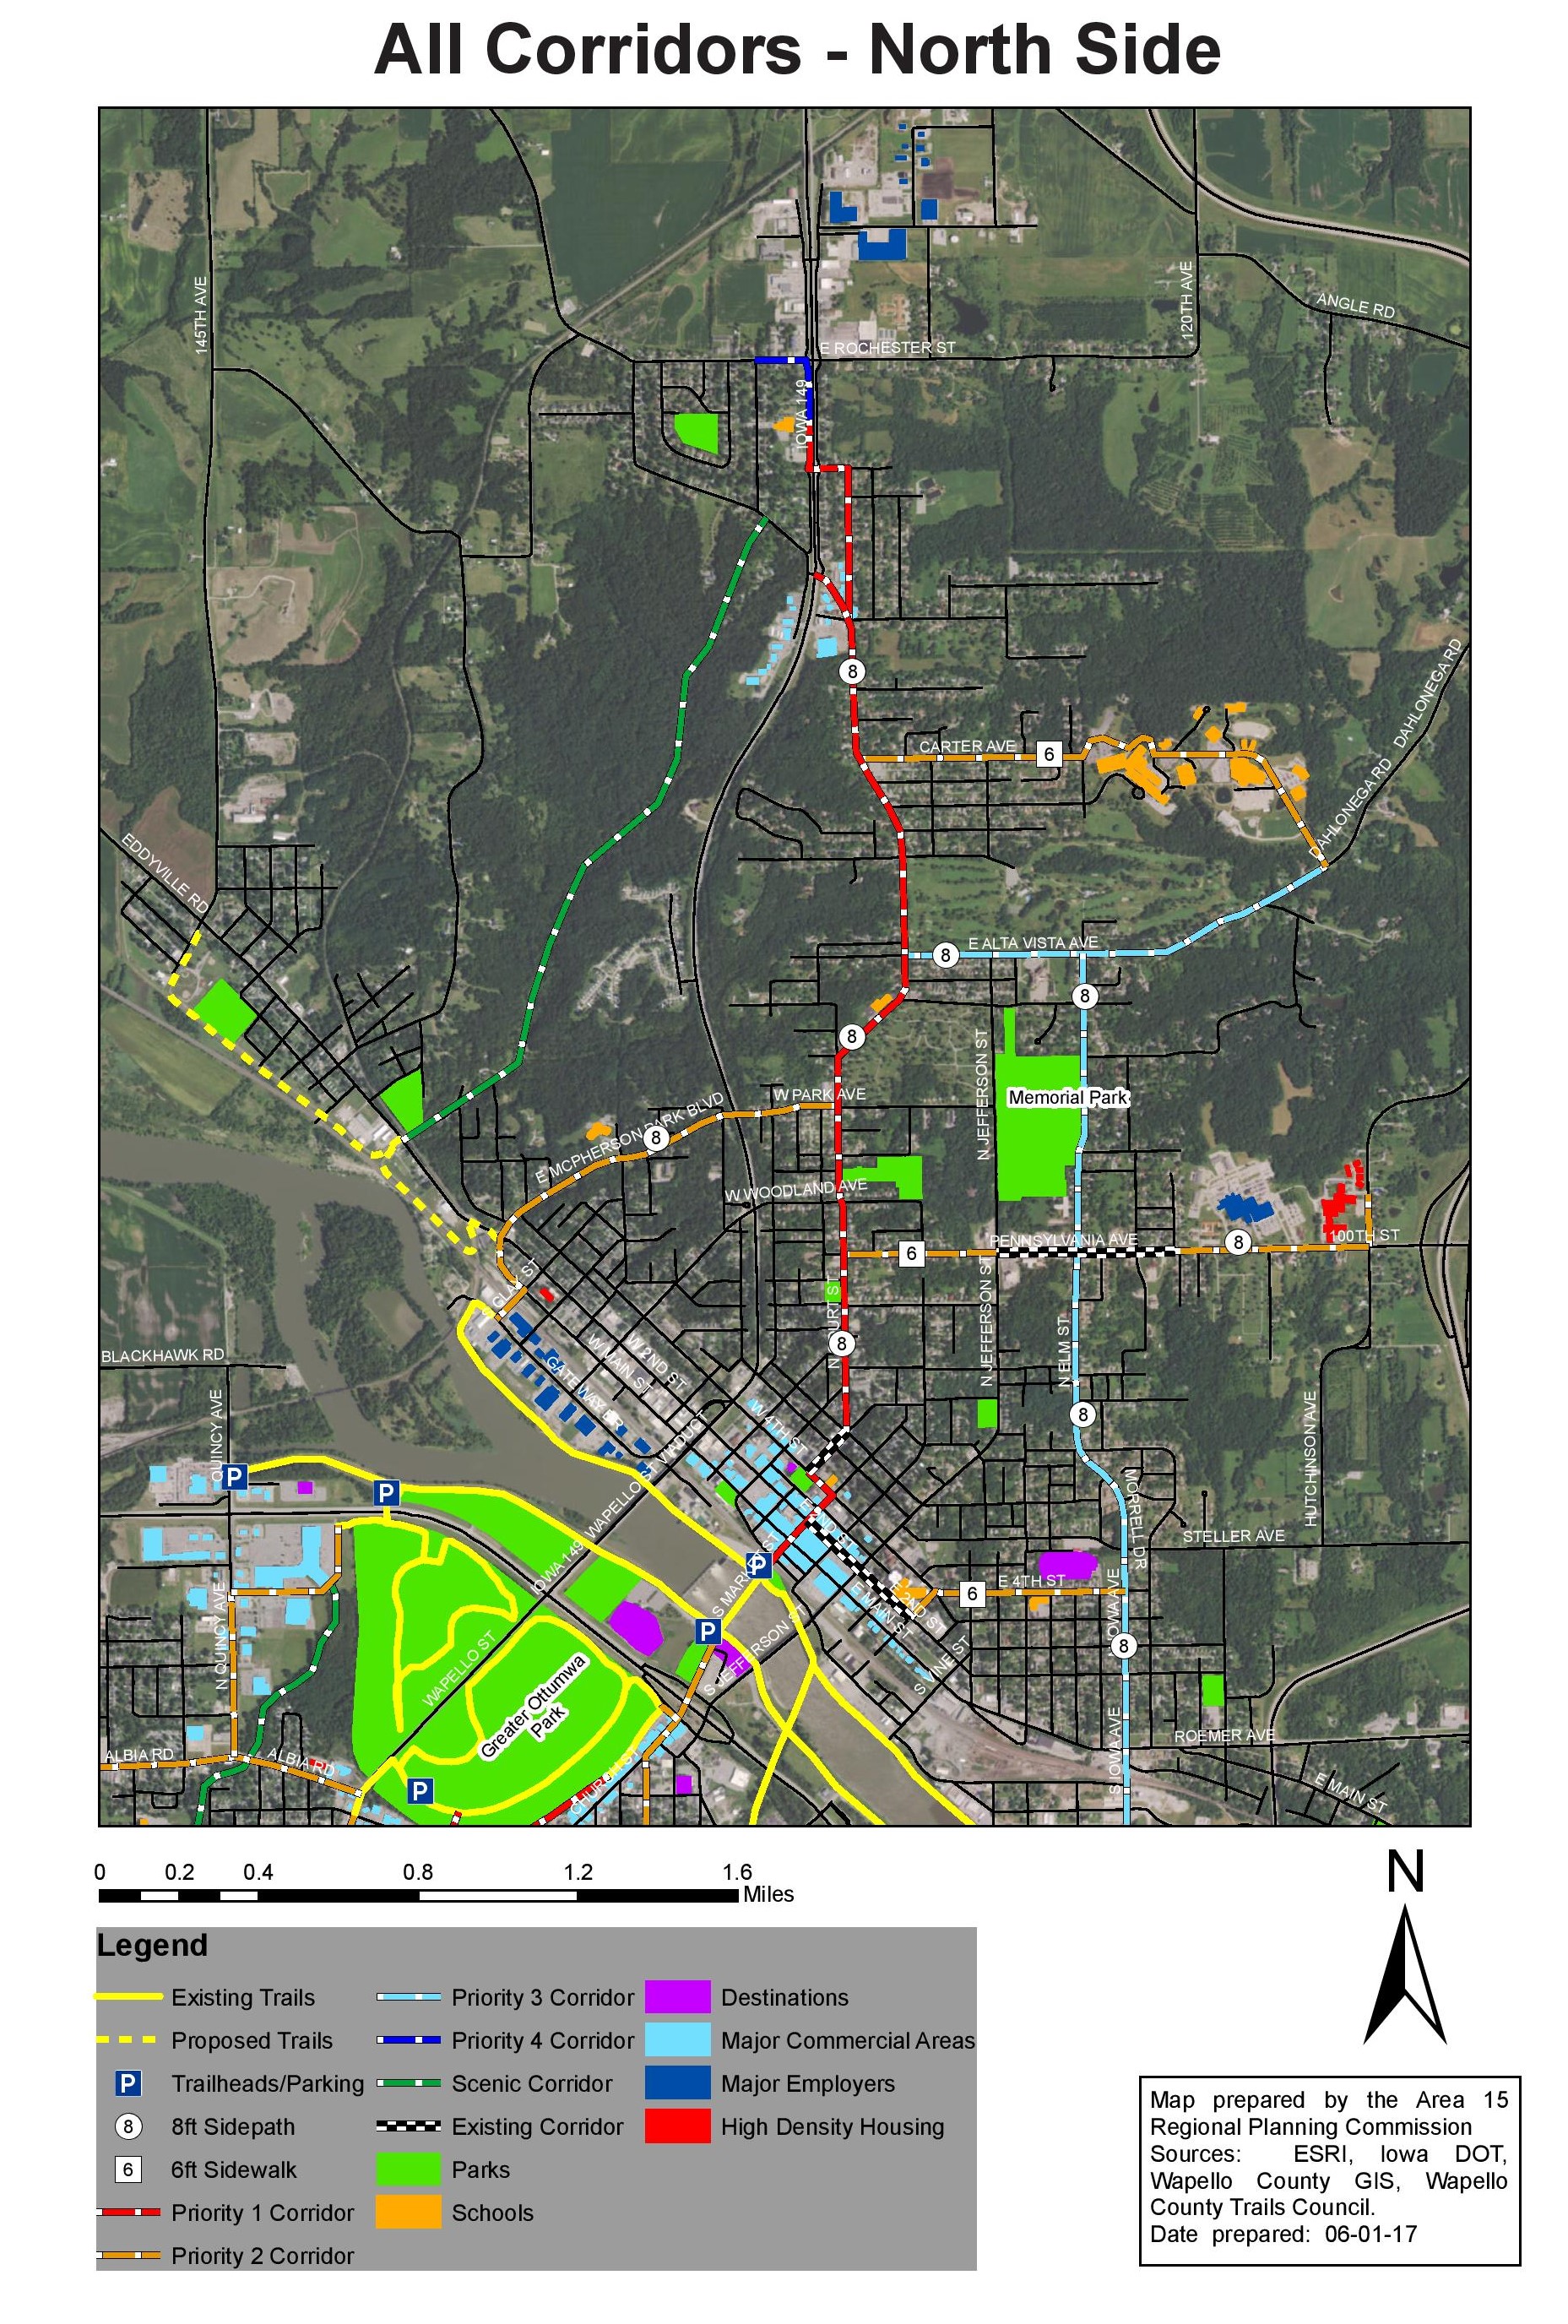 All Corridors - North Side
145TH AVE
120TH AVE
ANGLE RD
E ROCHESTER ST
IOWA 149
8
DAHLONEGA RD
CARTER AVE
6
DAHLONEGA RD
EDDYVILLE RD
8
E ALTA VISTA AVE
8
8
N JEFFERSON ST
Memorial Park
W PARK AVE
E MCPHERSON PARK BLVD
8
W WOODLAND AVE
PENNSYLVANIA AVE
6
8
100TH ST
N JEFFERSON ST
N COURT ST
8
N ELM ST
S CLAY ST
W 2ND ST
W MAIN ST
GATEWAY DR
BLACKHAWK RD
QUINCY AVE
HUTCHINSON AVE
8
W 4TH ST
P
P
IOWA 149
WAPELLO ST VIADUCT
MORRELL DR
STELLER AVE
E 2ND ST
S MARKET ST
P
E 4TH ST
6
E MAIN ST
E 2ND ST
N QUINCY AVE
N IOWA AVE
8
P
S JEFFERSON ST
S VINE ST
WAPELLO ST
Greater Ottumwa
Park
ALBIA RD
ALBIA RD
P
CHURCH ST
ROEMER AVE
S IOWA AVE
E MAIN ST
0
0.2
0.4
0.8
1.2
1.6
Miles
N
Legend
Existing Trails
Proposed Trails
P Trailheads/Parking
8 8ft Sidepath
6 6ft Sidewalk
Priority 1 Corridor
Priority 2 Corridor
Priority 3 Corridor
Priority 4 Corridor
Scenic Corridor
Existing Corridor
Parks
Schools
Destinations
Major Commercial Areas
Major Employers
High Density Housing
Map prepared by the Area 15
Regional Planning Commission
Sources: ESRI, Iowa DOT,
Wapello County GIS, Wapello
County Trails Council.
Date prepared: 06-01-17